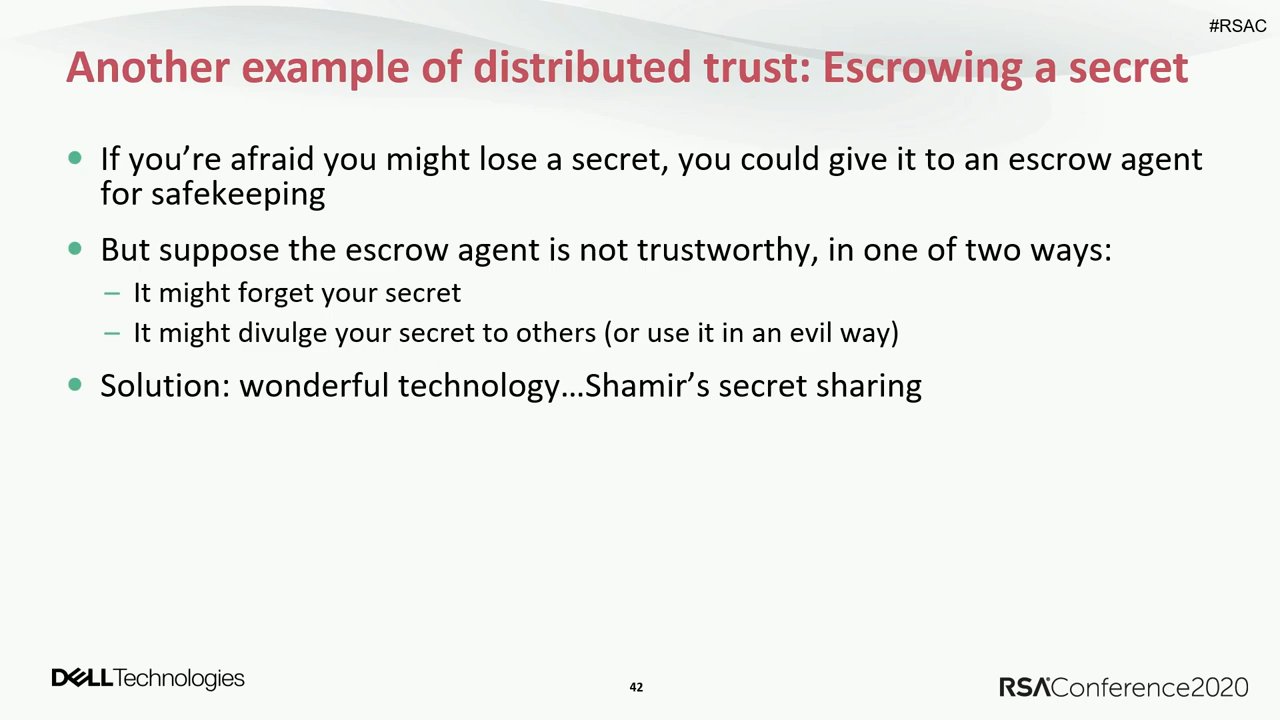 #RSAC
Another example of distributed trust: Escrowing a secret
• If you’re afraid you might lose a secret, you could give it to an escrow agent
for safekeeping
• But suppose the escrow agent is not trustworthy, in one of two ways:
– It might forget your secret
– It might divulge your secret to others (or use it in an evil way)
• Solution: wonderful technology…Shamir’s secret sharing
DELLTechnologies
42
RSAConference2020